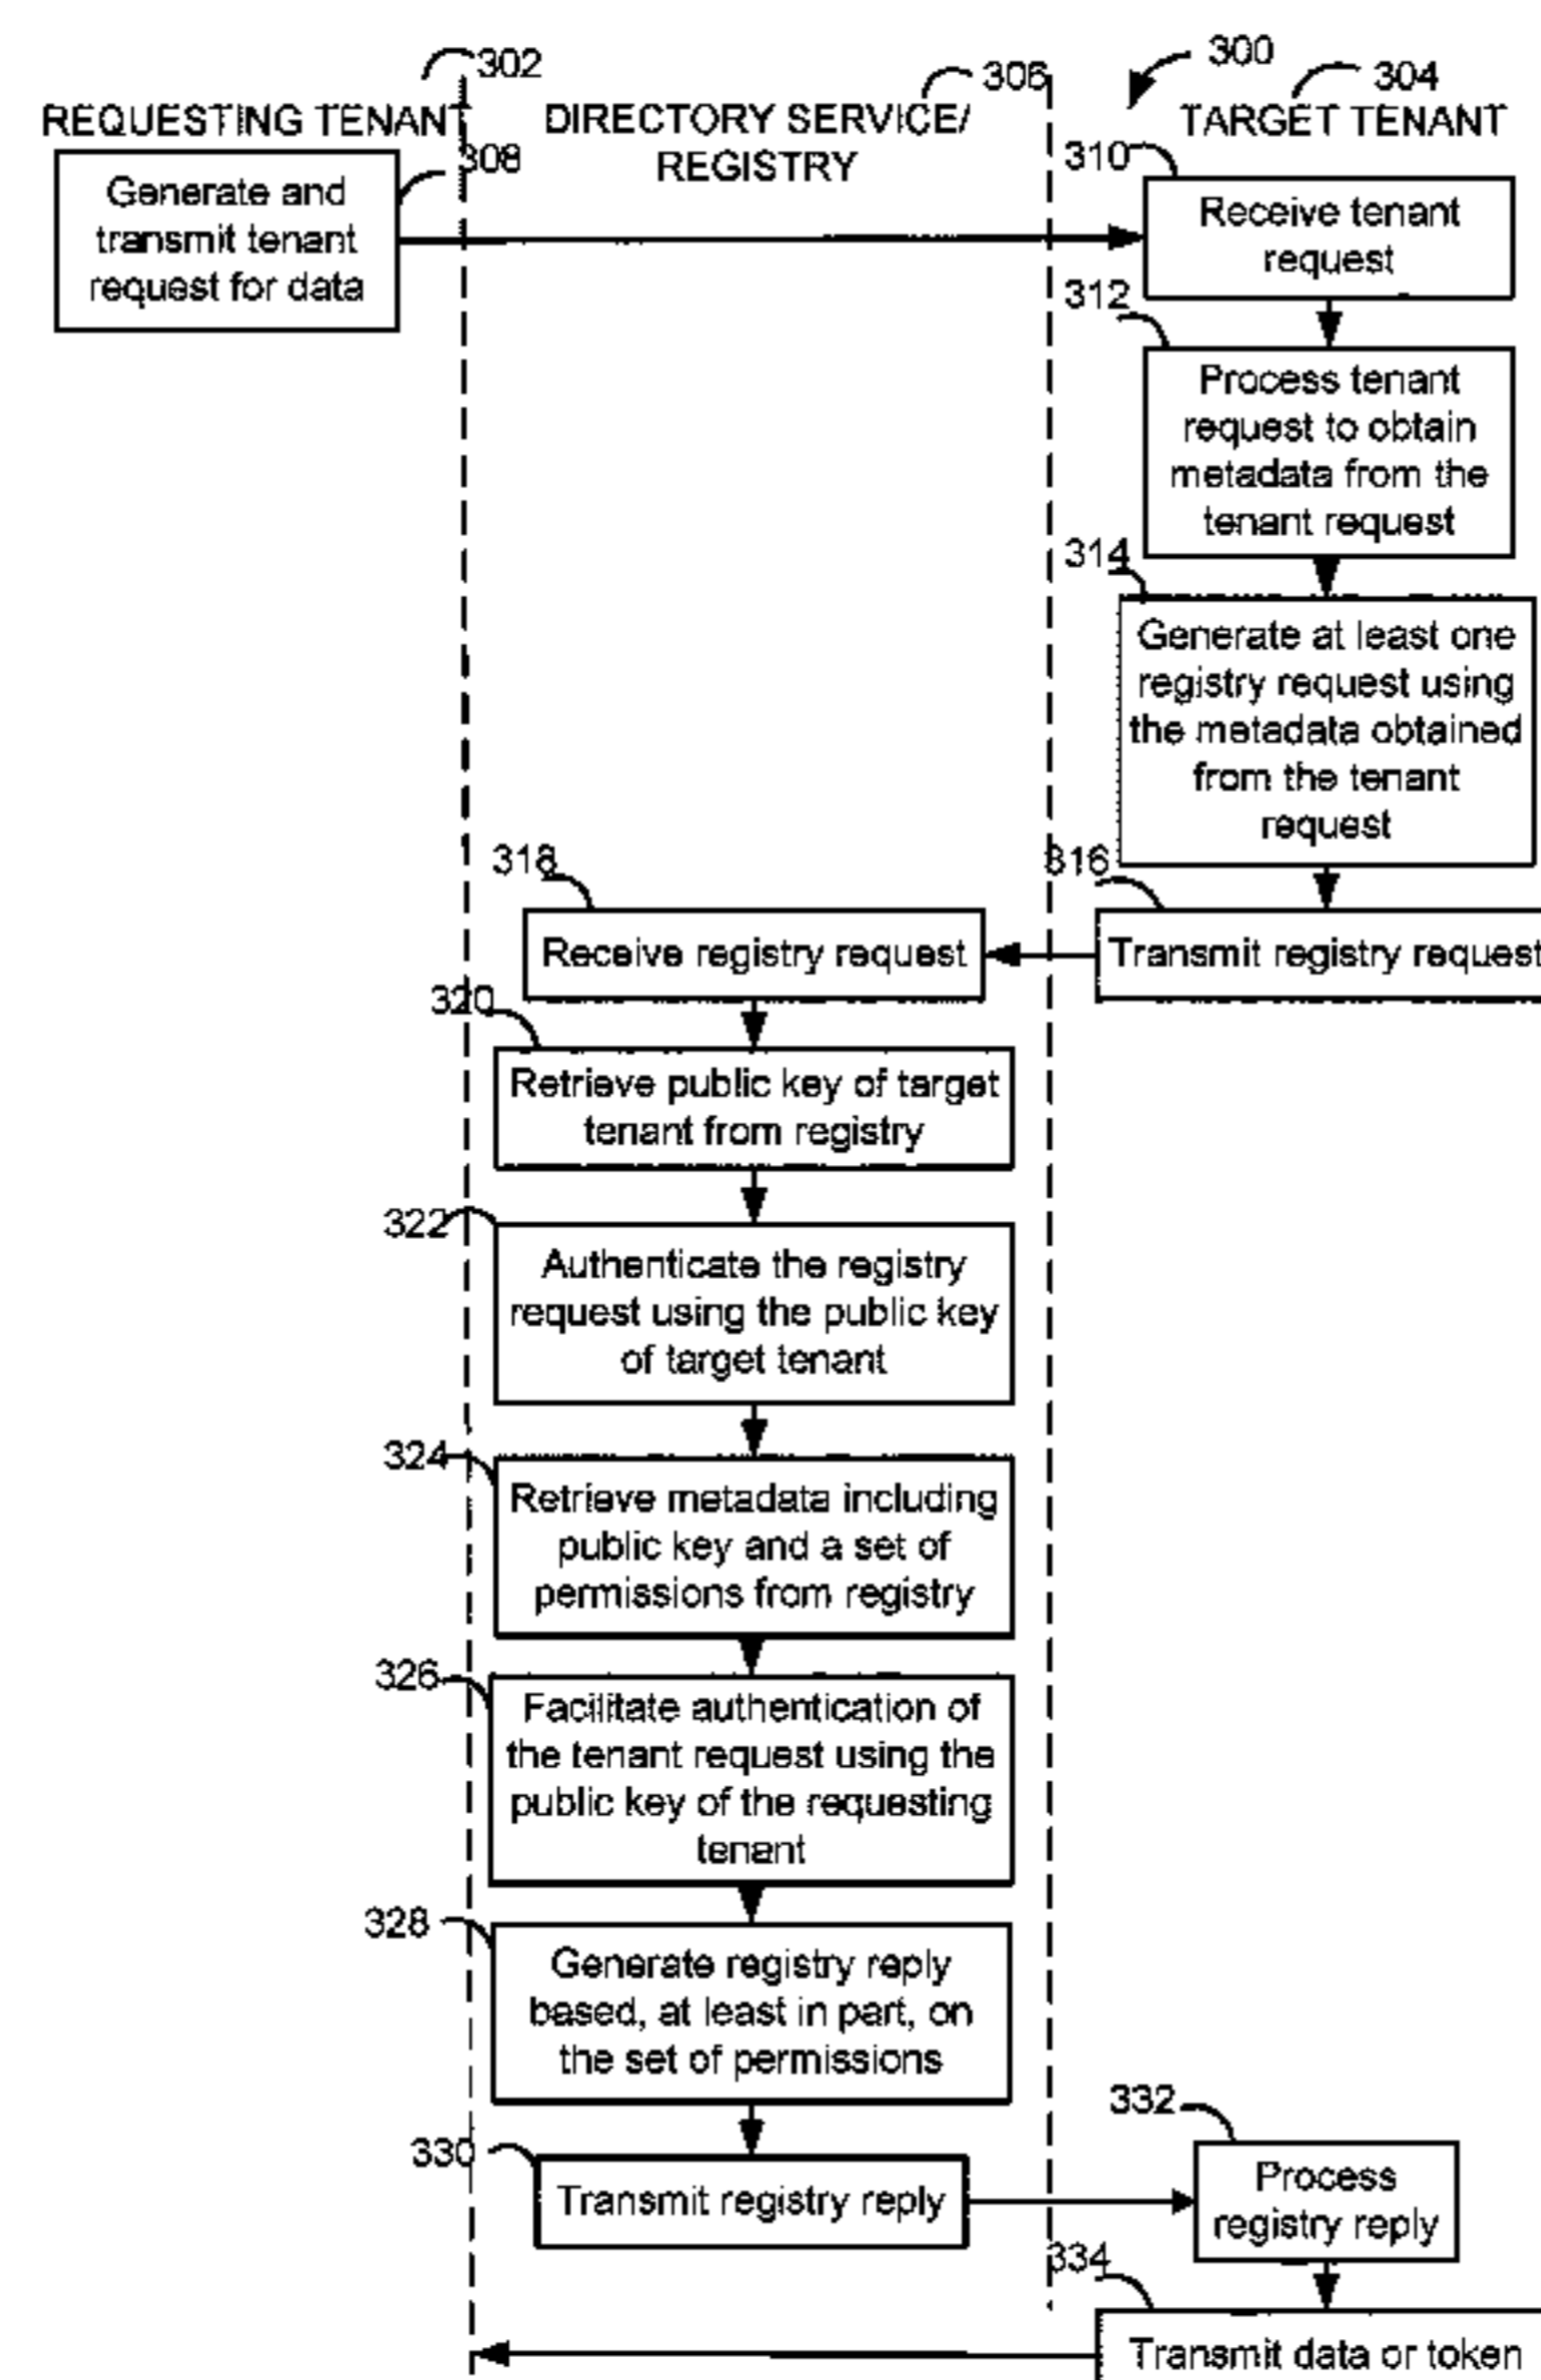 302
306
300
304
REQUESTING TENANT
DIRECTORY SERVICE/
REGISTRY
TARGET TENANT
308
Generate and
transmit tenant
request for data
310
Receive tenant
request
312
Process tenant
request to obtain
metadata from the
tenant request
314
Generate at least one
registry request using
the metadata obtained
from the tenant
request
316
Transmit registry request
318
Receive registry request
320
Retrieve public key of target
tenant from registry
322
Authenticate the registry
request using the public key
of target tenant
324
Retrieve metadata including
public key and a set of
permissions from registry
326
Facilitate authentication of
the tenant request using the
public key of the requesting
tenant
328
Generate registry reply
based, at least in part, on
the set of permissions
330
Transmit registry reply
332
Process
registry reply
334
Transmit data or token